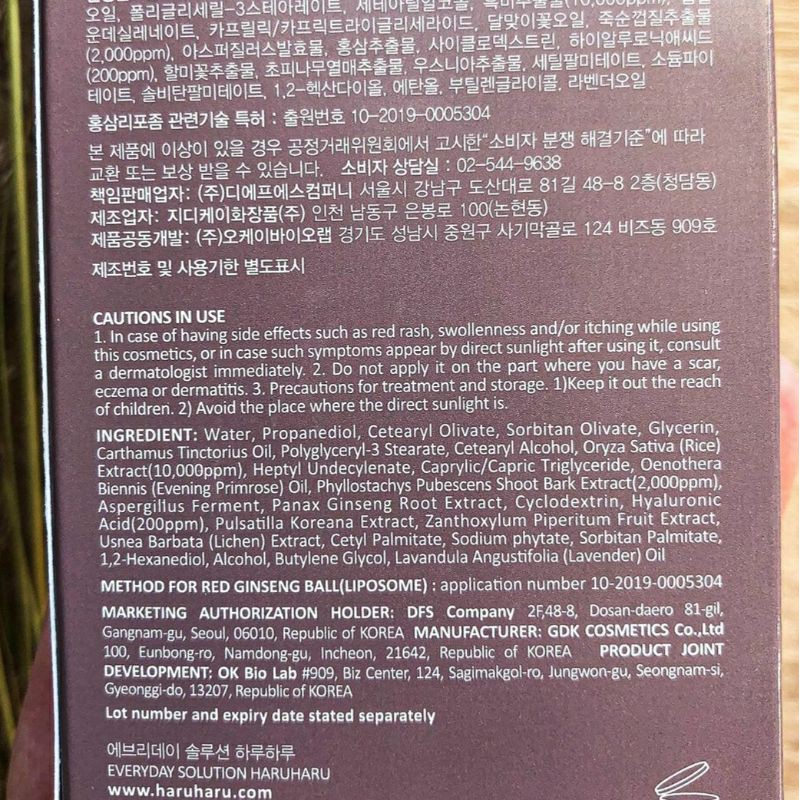 오일, 폴리글리세릴-3스테아레이트, 세테아릴알코올, 흑미추출물(10,000ppm),
운데실레네이트, 카프릴릭/카프릭트라이글리세라이드, 달맞이꽃오일, 죽순껍질추출물
(2,000ppm), 아스퍼질러스발효물, 홍삼추출물, 사이클로덱스트린, 하이알루로닉애씨드
(200ppm), 할미꽃추출물, 초피나무열매추출물, 우스니아추출물, 세틸팔미테이트, 소듐파이
테이트, 솔비탄팔미테이트, 1,2-헥산다이올, 에탄올, 부틸렌글라이콜, 라벤더오일
홍삼리포좀 관련기술 특허 : 출원번호 10-2019-0005304
본 제품에 이상이 있을 경우 공정거래위원회에서 고시한“소비자 분쟁 해결기준”에 따라
교환 또는 보상 받을 수 있습니다. 소비자 상담실 : 02-544-9638
책임판매업자: (주)디에프에스컴퍼니 서울시 강남구 도산대로 81길 48-8 2층(청담동)
제조업자: 지디케이화장품(주) 인천 남동구 은봉로 100(논현동)
제품공동개발: (주)오케이바이오랩 경기도 성남시 중원구 사기막골로 124 비즈동 909호
제조번호 및 사용기한 별도표시
CAUTIONS IN USE
1. In case of having side effects such as red rash, swollenness and/or itching while using
this cosmetics, or in case such symptoms appear by direct sunlight after using it, consult
a dermatologist immediately. 2. Do not apply it on the part where you have a scar,
eczema or dermatitis. 3. Precautions for treatment and storage. 1)Keep it out the reach
of children. 2) Avoid the place where the direct sunlight is.
INGREDIENT: Water, Propanediol, Cetearyl Olivate, Sorbitan Olivate, Glycerin,
Carthamus Tinctorius Oil, Polyglyceryl-3 Stearate, Cetearyl Alcohol, Oryza Sativa (Rice)
Extract(10,000ppm), Heptyl Undecylenate, Caprylic/Capric Triglyceride, Oenothera
Biennis (Evening Primrose) Oil, Phyllostachys Pubescens Shoot Bark Extract(2,000ppm),
Aspergillus Ferment, Panax Ginseng Root Extract, Cyclodextrin, Hyaluronic
Acid(200ppm), Pulsatilla Koreana Extract, Zanthoxylum Piperitum Fruit Extract,
Usnea Barbata (Lichen) Extract, Cetyl Palmitate, Sodium phytate, Sorbitan Palmitate,
1,2-Hexanediol, Alcohol, Butylene Glycol, Lavandula Angustifolia (Lavender) Oil
METHOD FOR RED GINSENG BALL(LIPOSOME) : application number 10-2019-0005304
MARKETING AUTHORIZATION HOLDER: DFS Company 2F,48-8, Dosan-daero 81-gil,
Gangnam-gu, Seoul, 06010, Republic of KOREA MANUFACTURER: GDK COSMETICS Co.,Ltd
100, Eunbong-ro, Namdong-gu, Incheon, 21642, Republic of KOREA PRODUCT JOINT
DEVELOPMENT: OK Bio Lab #909, Biz Center, 124, Sagimakgol-ro, Jungwon-gu, Seongnam-si,
Gyeonggi-do, 13207, Republic of KOREA
Lot number and expiry date stated separately
에브리데이 솔루션 하루하루
EVERYDAY SOLUTION HARUHARU
www.haruharu.com